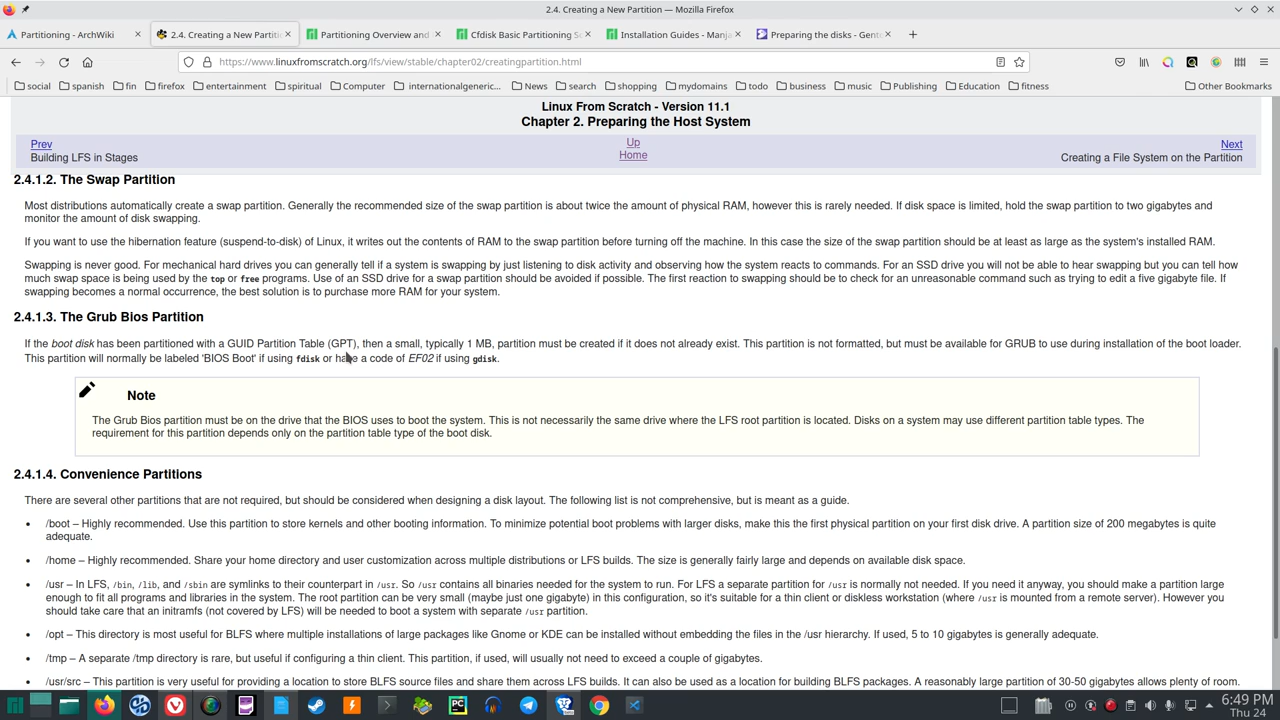 2.4. Creating a New Partition — Mozilla Firefox
Partitioning - ArchWiki
2.4. Creating a New Partiti
Partitioning Overview and
Cfdisk Basic Partitioning
Installation Guides - Manja
Preparing the disks - Gent
https://www.linuxfromscratch.org/lfs/view/stable/chapter02/creatingpartition.html
social spanish fin firefox entertainment spiritual Computer internationalgeneric... News search shopping mydomains todo business music Publishing Education fitness Other Bookmarks
Linux From Scratch - Version 11.1
Chapter 2. Preparing the Host System
Prev Up Next
Building LFS in Stages Home Creating a File System on the Partition
2.4.1.2. The Swap Partition
Most distributions automatically create a swap partition. Generally the recommended size of the swap partition is about twice the amount of physical RAM, however this is rarely needed. If disk space is limited, hold the swap partition to two gigabytes and
monitor the amount of disk swapping.
If you want to use the hibernation feature (suspend-to-disk) of Linux, it writes out the contents of RAM to the swap partition before turning off the machine. In this case the size of the swap partition should be at least as large as the system's installed RAM.
Swapping is never good. For mechanical hard drives you can generally tell if a system is swapping by just listening to disk activity and observing how the system reacts to commands. For an SSD drive you will not be able to hear swapping but you can tell how
much swap space is being used by the top or free programs. Use of an SSD drive for a swap partition should be avoided if possible. The first reaction to swapping should be to check for an unreasonable command such as trying to edit a five gigabyte file. If
swapping becomes a normal occurrence, the best solution is to purchase more RAM for your system.
2.4.1.3. The Grub Bios Partition
If the boot disk has been partitioned with a GUID Partition Table (GPT), then a small, typically 1 MB, partition must be created if it does not already exist. This partition is not formatted, but must be available for GRUB to use during installation of the boot loader.
This partition will normally be labeled 'BIOS Boot' if using fdisk or have a code of EF02 if using gdisk.
Note
The Grub Bios partition must be on the drive that the BIOS uses to boot the system. This is not necessarily the same drive where the LFS root partition is located. Disks on a system may use different partition table types. The
requirement for this partition depends only on the partition table type of the boot disk.
2.4.1.4. Convenience Partitions
There are several other partitions that are not required, but should be considered when designing a disk layout. The following list is not comprehensive, but is meant as a guide.
• /boot – Highly recommended. Use this partition to store kernels and other booting information. To minimize potential boot problems with larger disks, make this the first physical partition on your first disk drive. A partition size of 200 megabytes is quite
adequate.
• /home – Highly recommended. Share your home directory and user customization across multiple distributions or LFS builds. The size is generally fairly large and depends on available disk space.
• /usr – In LFS, /bin, /lib, and /sbin are symlinks to their counterpart in /usr. So /usr contains all binaries needed for the system to run. For LFS a separate partition for /usr is normally not needed. If you need it anyway, you should make a partition large
enough to fit all programs and libraries in the system. The root partition can be very small (maybe just one gigabyte) in this configuration, so it's suitable for a thin client or diskless workstation (where /usr is mounted from a remote server). However you
should take care that an initramfs (not covered by LFS) will be needed to boot a system with separate /usr partition.
• /opt – This directory is most useful for BLFS where multiple installations of large packages like Gnome or KDE can be installed without embedding the files in the /usr hierarchy. If used, 5 to 10 gigabytes is generally adequate.
• /tmp – A separate /tmp directory is rare, but useful if configuring a thin client. This partition, if used, will usually not need to exceed a couple of gigabytes.
• /usr/src – This partition is very useful for providing a location to store BLFS source files and share them across LFS builds. It can also be used as a location for building BLFS packages. A reasonably large partition of 30-50 gigabytes allows plenty of room.
6:49 PM
Thu 24